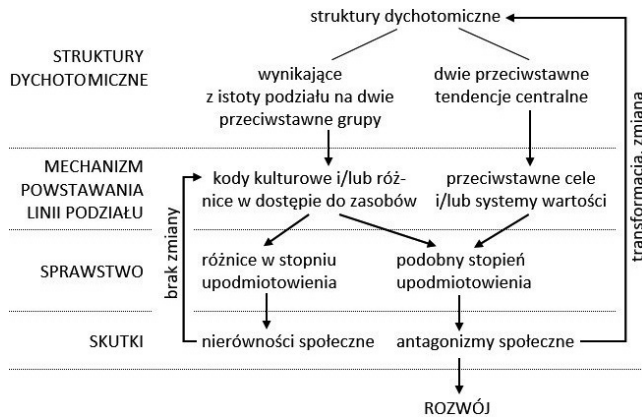 struktury dychotomiczne
STRUKTURY
DYCHOTOMICZNE
wynikające
z istoty podziału na dwie
przeciwstawne grupy
dwie przeciwstawne
tendencje centralne
MECHANIZM
POWSTAWANIA
LINII PODZIAŁU
kody kulturowe i/lub róż-
nice w dostępie do zasobów
przeciwstawne cele
i/lub systemy wartości
SPRAWSTWO
różnice w stopniu
upodmiotowienia
podobny stopień
upodmiotowienia
SKUTKI
nierówności społeczne
antagonizmy społeczne
brak zmiany
transformacja, zmiana
ROZWÓJ